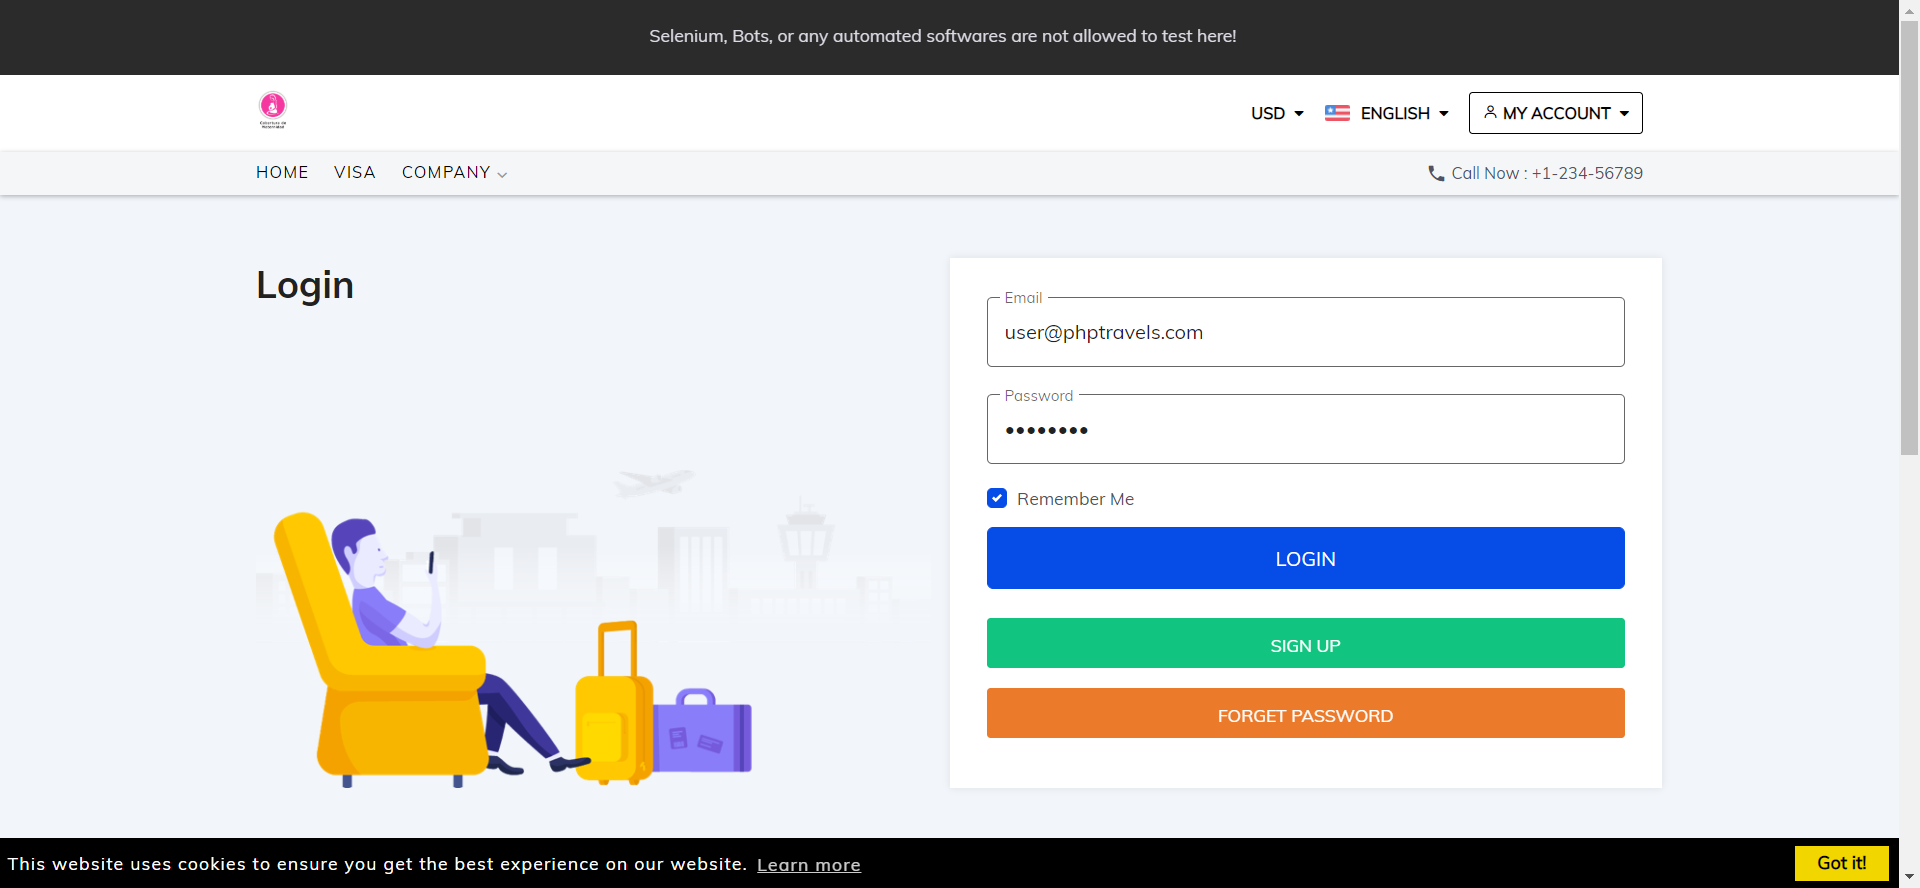 Selenium, Bots, or any automated softwares are not allowed to test here!
USD
ENGLISH
MY ACCOUNT
HOME
VISA
COMPANY
Call Now : +1-234-56789
Login
Email
user@phptravels.com
Password
Remember Me
LOGIN
SIGN UP
FORGET PASSWORD
This website uses cookies to ensure you get the best experience on our website. Learn more
Got it!